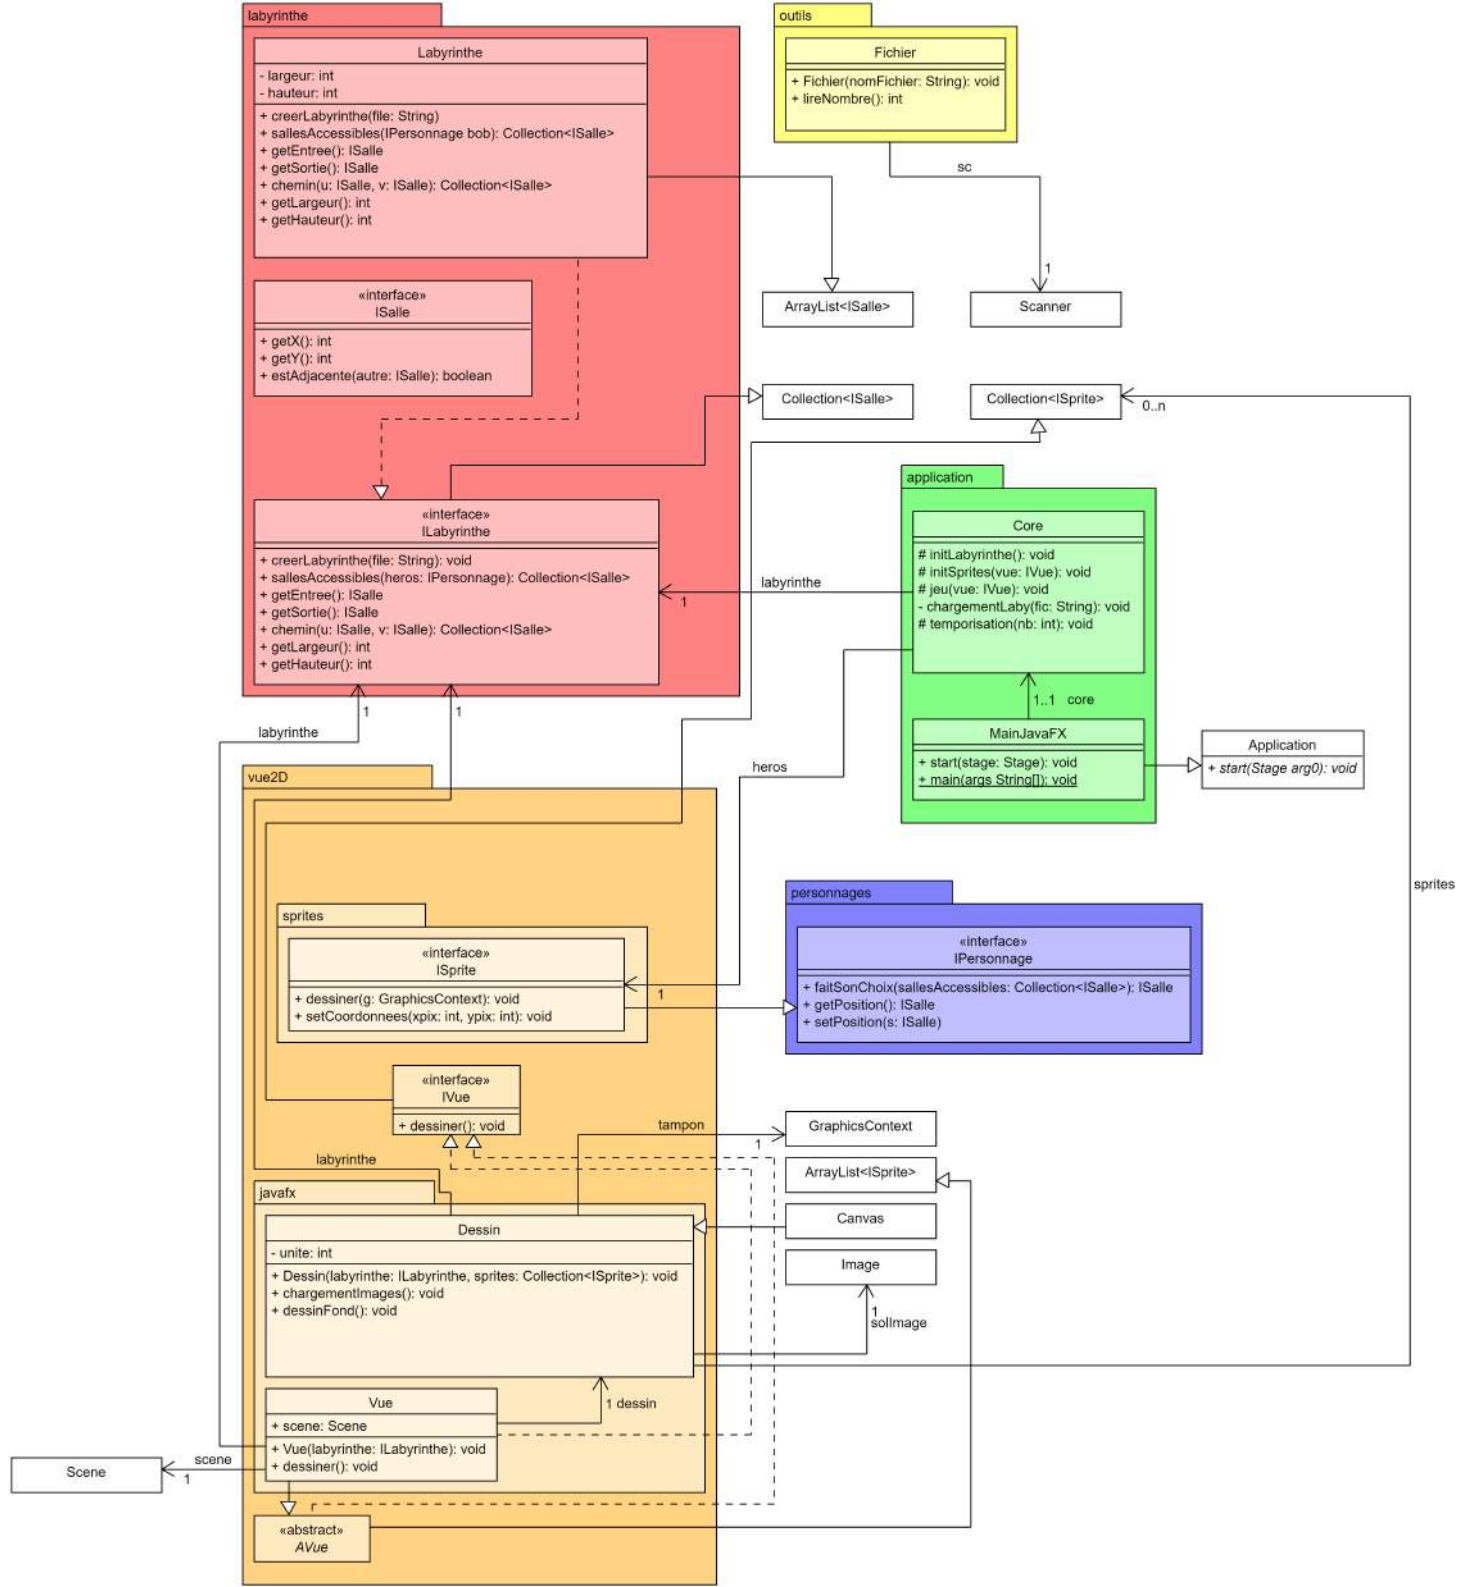 labyrinthe
Labyrinthe
- largeur: int
- hauteur: int
+ creerLabyrinthe(file: String)
+ sallesAccessibles(IPersonnage bob): Collection<ISalle>
+ getEntree(): ISalle
+ getSortie(): ISalle
+ chemin(u: ISalle, v: ISalle): Collection<ISalle>
+ getLargeur(): int
+ getHauteur(): int
outils
Fichier
+ Fichier(nomFichier: String): void
+ lireNombre(): int
sc
1
«interface»
ISalle
+ getX(): int
+ getY(): int
+ estAdjacente(autre: ISalle): boolean
ArrayList<ISalle>
Scanner
Collection<ISalle>
Collection<ISprite>
0..n
«interface»
ILabyrinthe
+ creerLabyrinthe(file: String): void
+ sallesAccessibles(heros: IPersonnage): Collection<ISalle>
+ getEntree(): ISalle
+ getSortie(): ISalle
+ chemin(u: ISalle, v: ISalle): Collection<ISalle>
+ getLargeur(): int
+ getHauteur(): int
application
Core
# initLabyrinthe(): void
# initSprites(vue: IVue): void
# jeu(vue: IVue): void
- chargementLaby(fic: String): void
# temporisation(nb: int): void
labyrinthe
1
1..1 core
MainJavaFX
+ start(stage: Stage): void
+ main(args String[]): void
Application
+ start(Stage arg0): void
1
1
labyrinthe
heros
vue2D
sprites
sprites
«interface»
ISprite
+ dessiner(g: GraphicsContext): void
+ setCoordonnees(xpix: int, ypix: int): void
1
personnages
«interface»
IPersonnage
+ faitSonChoix(sallesAccessibles: Collection<ISalle>): ISalle
+ getPosition(): ISalle
+ setPosition(s: ISalle)
«interface»
IVue
+ dessiner(): void
tampon
1
GraphicsContext
labyrinthe
ArrayList<ISprite>
javafx
Canvas
Dessin
- unite: int
+ Dessin(labyrinthe: ILabyrinthe, sprites: Collection<ISprite>): void
+ chargementImages(): void
+ dessinFond(): void
Image
1
solImage
Vue
+ scene: Scene
+ Vue(labyrinthe: ILabyrinthe): void
+ dessiner(): void
1 dessin
Scene
scene
1
«abstract»
AVue